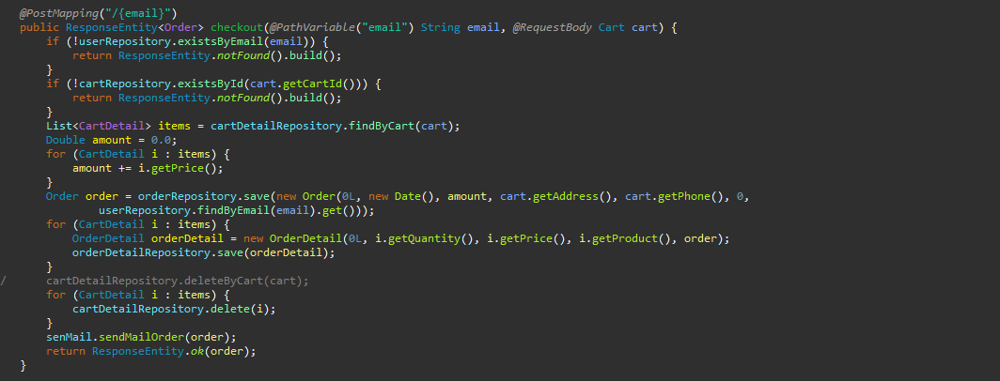 @PostMapping("/{email}")
public ResponseEntity<Order> checkout(@PathVariable("email") String email, @RequestBody Cart cart) {
    if (!userRepository.existsByEmail(email)) {
        return ResponseEntity.notFound().build();
    }
    if (!cartRepository.existsById(cart.getCartId())) {
        return ResponseEntity.notFound().build();
    }
    List<CartDetail> items = cartDetailRepository.findByCart(cart);
    Double amount = 0.0;
    for (CartDetail i : items) {
        amount += i.getPrice();
    }
    Order order = orderRepository.save(new Order(0L, new Date(), amount, cart.getAddress(), cart.getPhone(), 0,
            userRepository.findByEmail(email).get()));
    for (CartDetail i : items) {
        OrderDetail orderDetail = new OrderDetail(0L, i.getQuantity(), i.getPrice(), i.getProduct(), order);
        orderDetailRepository.save(orderDetail);
    }
/       cartDetailRepository.deleteByCart(cart);
    for (CartDetail i : items) {
        cartDetailRepository.delete(i);
    }
    senMail.sendMailOrder(order);
    return ResponseEntity.ok(order);
}